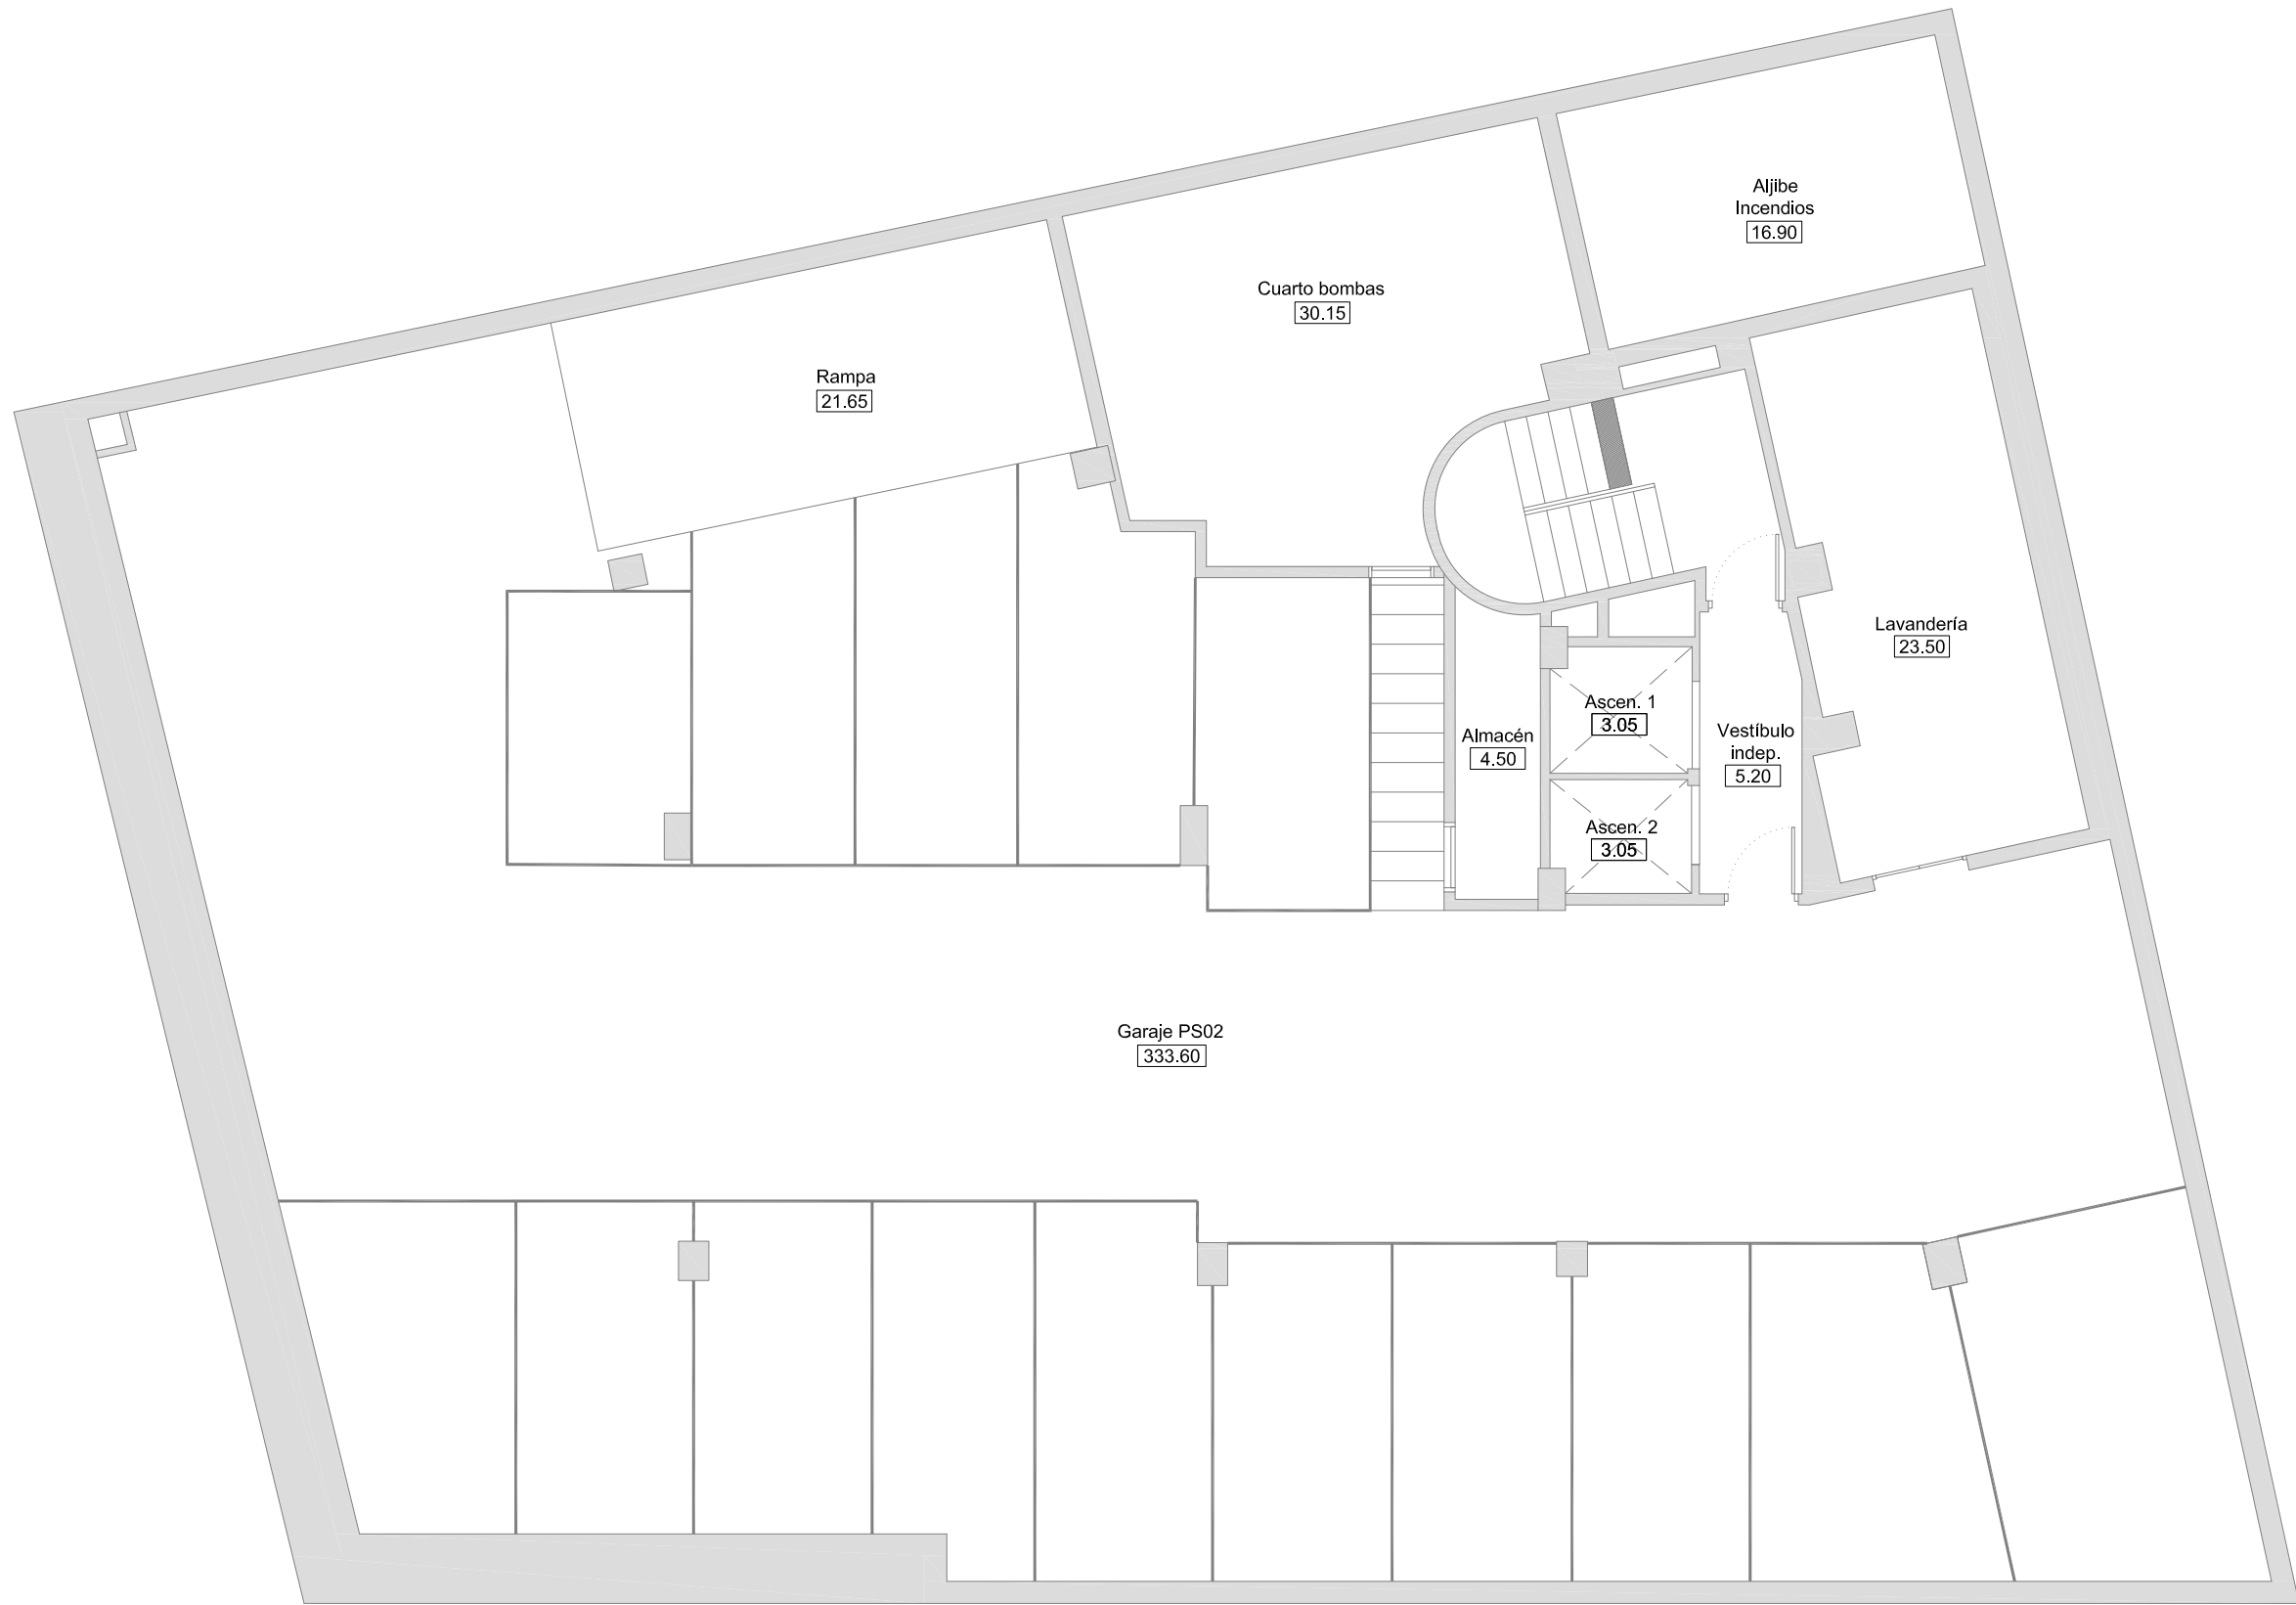 Aljibe
Incendios
16.90
Cuarto bombas
30.15
Rampa
21.65
Lavandería
23.50
Ascen. 1
3.05
Almacén
4.50
Vestíbulo
indep.
5.20
Ascen. 2
3.05
Garaje PS02
333.60